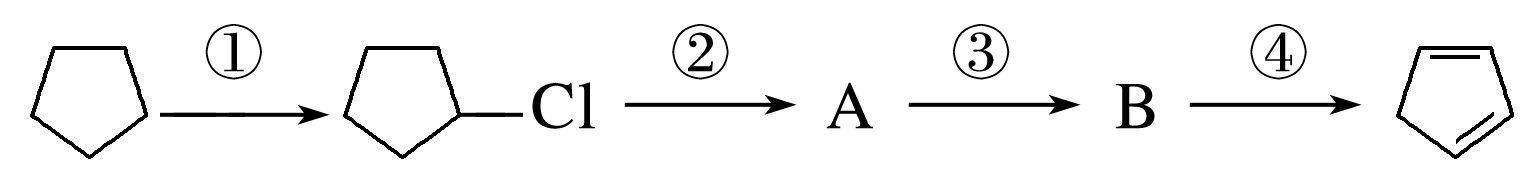 ① ② ③ ④
Cl A B